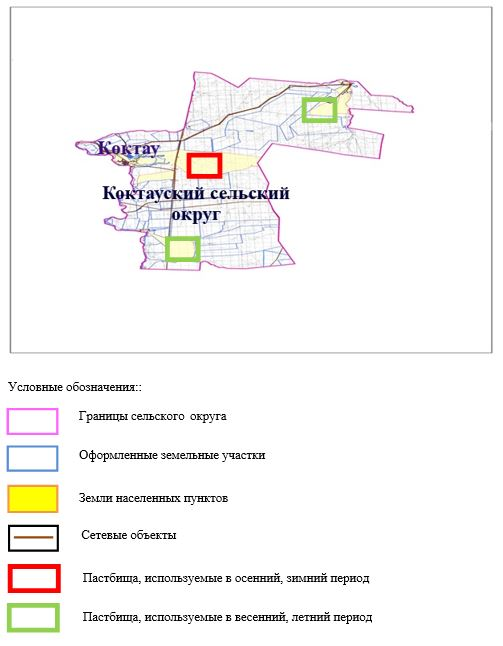 Коктау
Коктауский сельский
округ
Условные обозначения::
Границы сельского округа
Оформленные земельные участки
Земли населенных пунктов
Сетевые объекты
Пастбища, используемые в осенний, зимний период
Пастбища, используемые в весенний, летний период